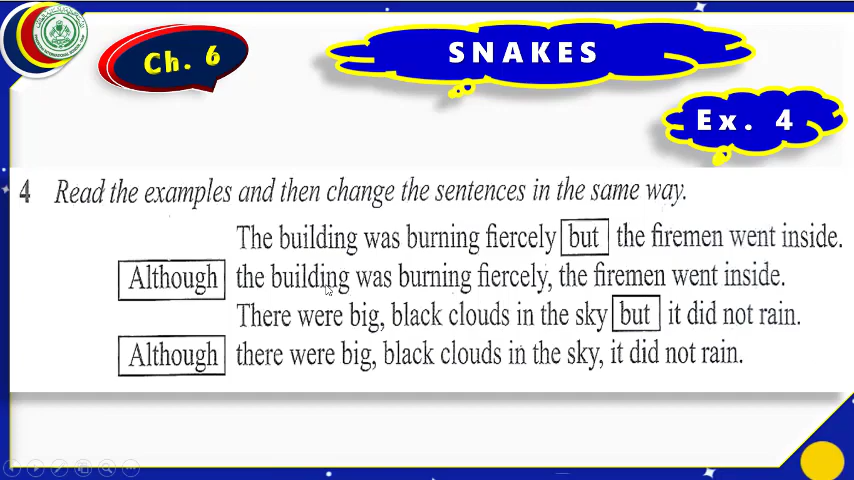 Ch. 6
SNAKES
Ex. 4
4 Read the examples and then change the sentences in the same way.
The building was burning fiercely but the firemen went inside.
Although the building was burning fiercely, the firemen went inside.
There were big, black clouds in the sky but it did not rain.
Although there were big, black clouds in the sky, it did not rain.